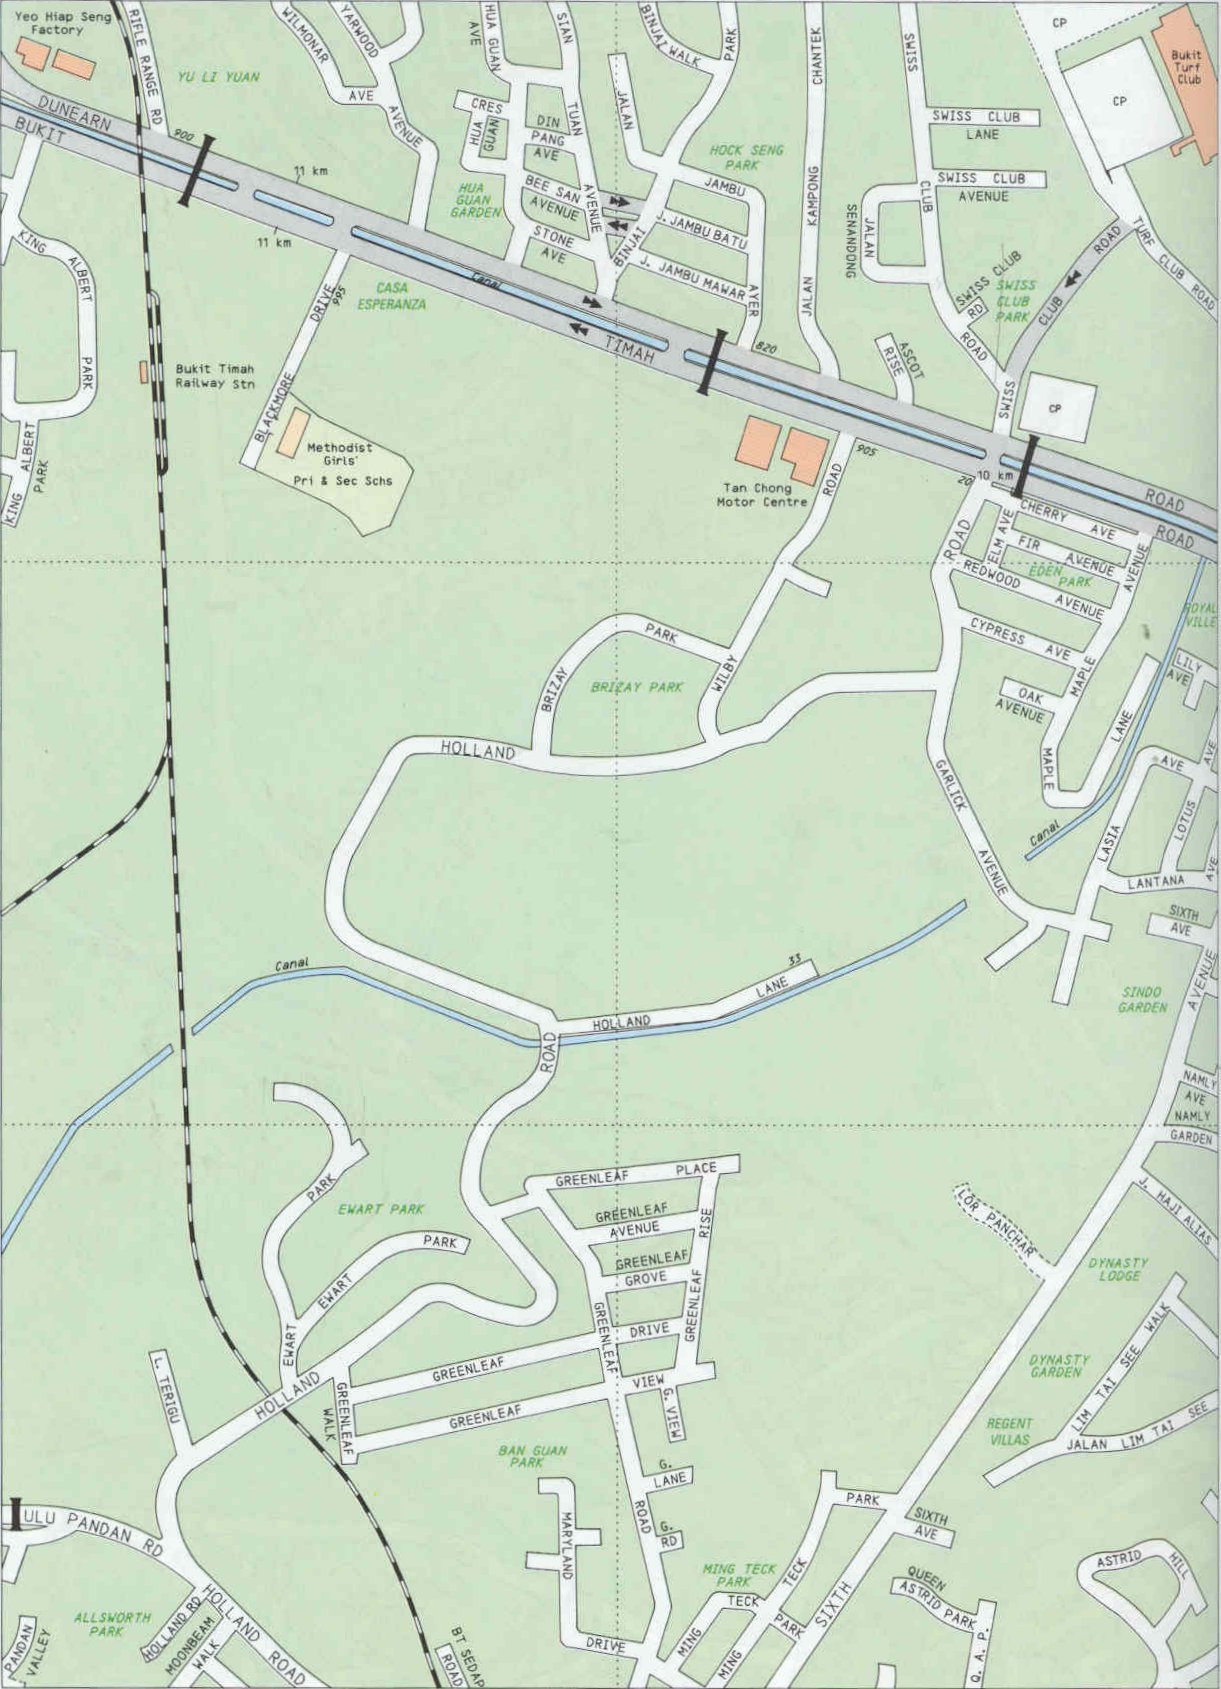 Yeo Hiap Seng
Factory
RIFLE RANGE RD
YU LI YUAN
WILMONAR
AVE
YARWOOD
AVENUE
HUA GUAN
AVE
SIAN
TUAN
AVENUE
BINJAI WALK
PARK
BINJAI
CHANTEK
KAMPONG
JALAN
SWISS
CLUB
ROAD
CP
Bukit
Turf
Club
CP
CRES
HUA
GUAN
DIN
PANG
AVE
JALAN
JAMBU
AYER
HOCK SENG
PARK
SWISS CLUB
LANE
SWISS CLUB
AVENUE
DUNEARN
BUKIT
900
11 km
11 km
HUA
GUAN
GARDEN
BEE SAN
AVENUE
STONE
AVE
J. JAMBU BATU
J. JAMBU MAWAR
JALAN
SENANDONG
SWISS CLUB
RD
SWISS
CLUB
PARK
SWISS
CLUB
ROAD
TURF CLUB ROAD
KING
ALBERT
PARK
KING ALBERT
PARK
CASA
ESPERANZA
Canal
TIMAH
820
ASCOT
RISE
CP
Bukit Timah
Railway Stn
BLACKMORE
DRIVE
995
Methodist
Girls'
Pri & Sec Schs
Tan Chong
Motor Centre
905
20
10 km
ROAD
ROAD
CHERRY AVE
ELM AVE
FIR AVENUE
EDEN
PARK
REDWOOD
AVENUE
CYPRESS AVE
OAK
AVENUE
MAPLE
AVENUE
MAPLE
LANE
ROYAL
VILLE
LILY
AVE
ROAD
WILBY
BRIZAY
PARK
BRIZAY PARK
HOLLAND
ROAD
GARLICK
AVENUE
Canal
LASIA
AVE
LOTUS
AVE
AVE
LANTANA
SIXTH
AVE
AVENUE
SINDO
GARDEN
Canal
33
HOLLAND
LANE
ROAD
NAMLY
AVE
NAMLY
GARDEN
PARK
EWART PARK
PARK
EWART
EWART
GREENLEAF
PLACE
GREENLEAF
AVENUE
GREENLEAF
GROVE
RISE
GREENLEAF
GREENLEAF
ROAD
DRIVE
GREENLEAF
VIEW
GREENLEAF
G. VIEW
G.
LANE
G.
RD
GREENLEAF
WALK
LOR PANCHAR
J. HAJI ALIAS
DYNASTY
LODGE
DYNASTY
GARDEN
LIM TAI SEE WALK
REGENT
VILLAS
JALAN LIM TAI SEE
L. TERIGU
HOLLAND
BAN GUAN
PARK
ULU PANDAN RD
MARYLAND
DRIVE
MING TECK
PARK
PARK
TECK
MING
MING
TECK
PARK
SIXTH
SIXTH
AVE
QUEEN
ASTRID PARK
Q. A. P.
ASTRID
HILL
ALLSWORTH
PARK
PANDAN
VALLEY
HOLLAND RD
MOONBEAM
WALK
HOLLAND ROAD
BT SEDAP
ROAD